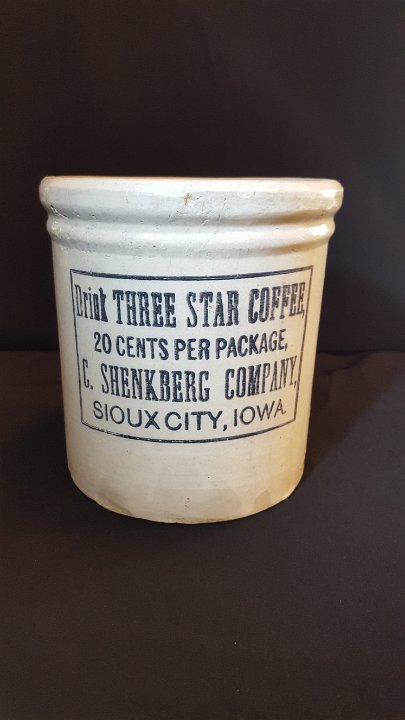 Drink THREE STAR COFFEE,
20 CENTS PER PACKAGE,
C. SHENKBERG COMPANY,
SIOUX CITY, IOWA.